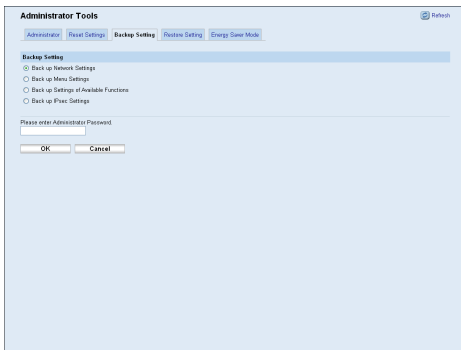 Administrator Tools
Refresh
Administrator Reset Settings Backup Setting Restore Setting Energy Saver Mode
Backup Setting
Back up Network Settings
Back up Menu Settings
Back up Settings of Available Functions
Back up IPsec Settings
Please enter Administrator Password.
OK Cancel